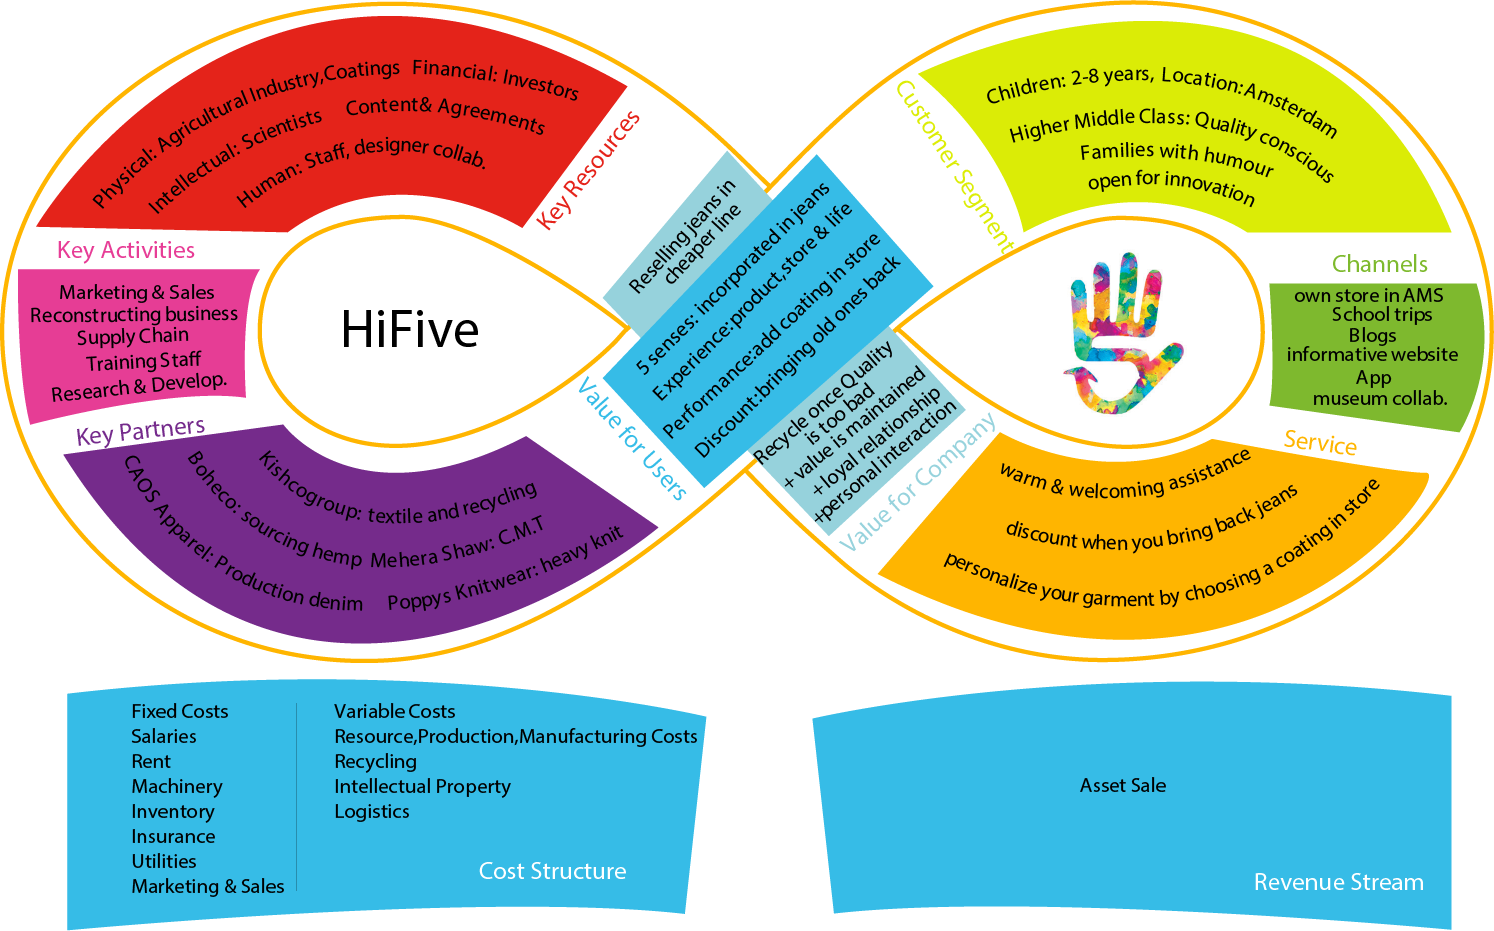 Physical: Agricultural Industry,Coatings
Financial: Investors
Intellectual: Scientists
Content& Agreements
Human: Staff, designer collab.
Key Resources
Key Activities
Marketing & Sales
Reconstructing business
Supply Chain
Training Staff
Research & Develop.
HiFive
Key Partners
Kishcogroup: textile and recycling
Boheco: sourcing hemp
Mehera Shaw: C.M.T
CAOS Apparel: Production denim
Poppys Knitwear: heavy knit
Reselling jeans in
cheaper line
5 senses: incorporated in jeans
Experience:product,store & life
Performance:add coating in store
Discount:bringing old ones back
Value for Users
Recycle once Quality
is too bad
+ value is maintained
+loyal relationship
+personal interaction
Value for Company
Customer Segment
Children: 2-8 years, Location:Amsterdam
Higher Middle Class: Quality conscious
Families with humour
open for innovation
Channels
own store in AMS
School trips
Blogs
informative website
App
museum collab.
Service
warm & welcoming assistance
discount when you bring back jeans
personalize your garment by choosing a coating in store
Fixed Costs
Salaries
Rent
Machinery
Inventory
Insurance
Utilities
Marketing & Sales
Variable Costs
Resource,Production,Manufacturing Costs
Recycling
Intellectual Property
Logistics
Cost Structure
Asset Sale
Revenue Stream